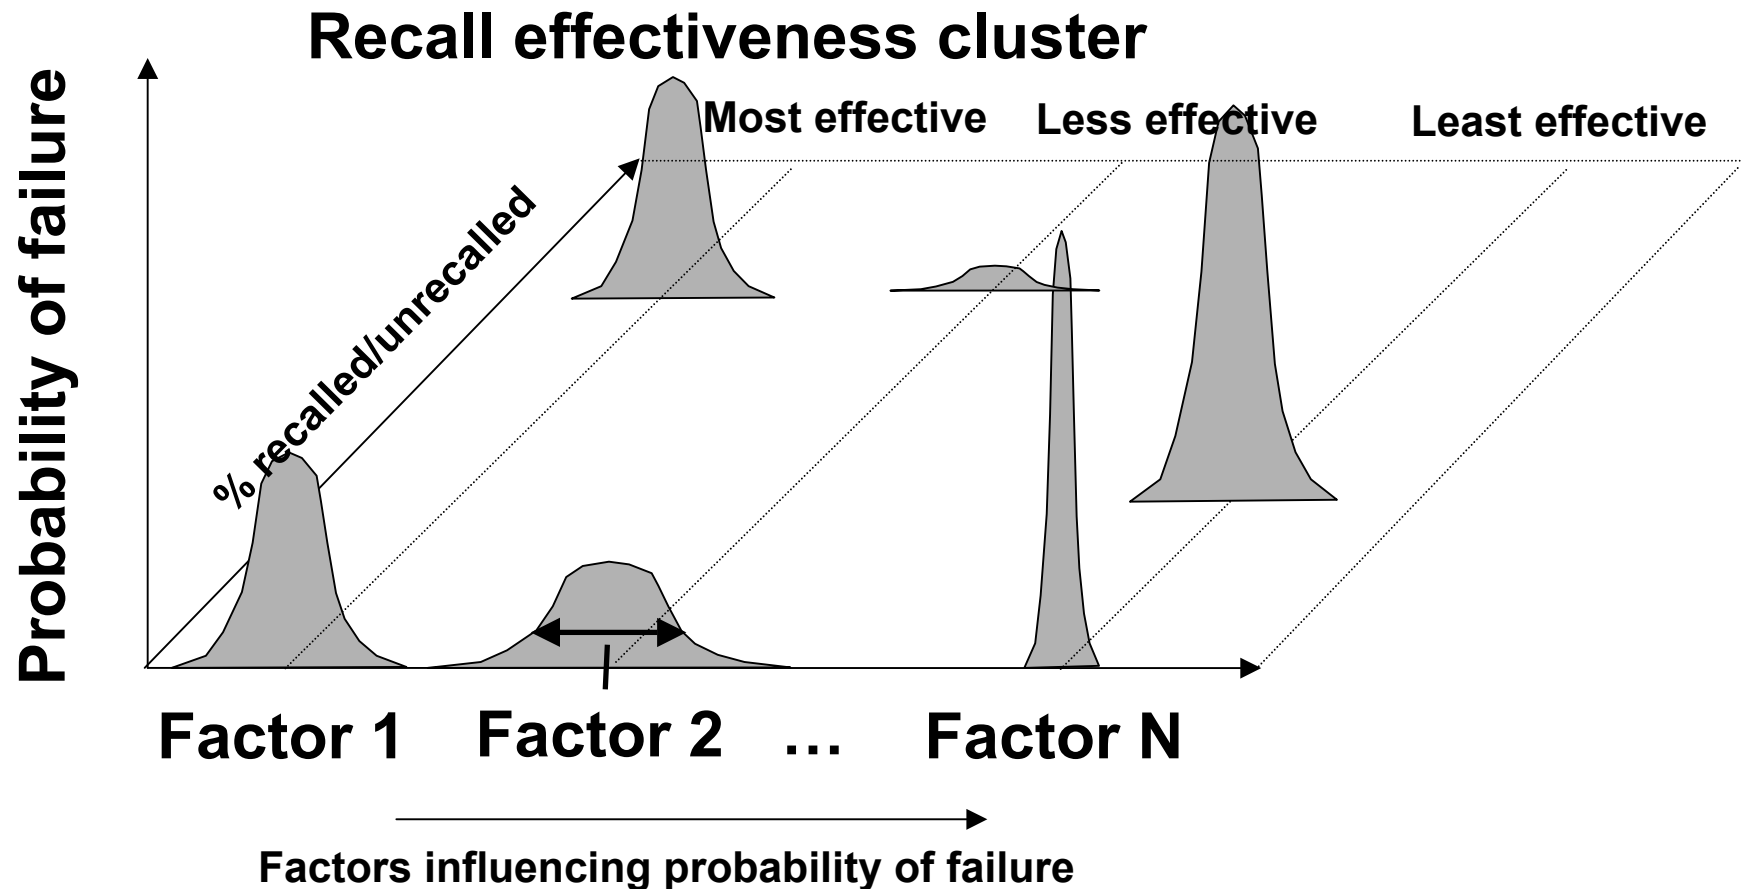 Recall effectiveness cluster
Most effective
Less effective
Least effective
Probability of failure
% recalled/unrecalled
Factor 1
Factor 2
…
Factor N
Factors influencing probability of failure